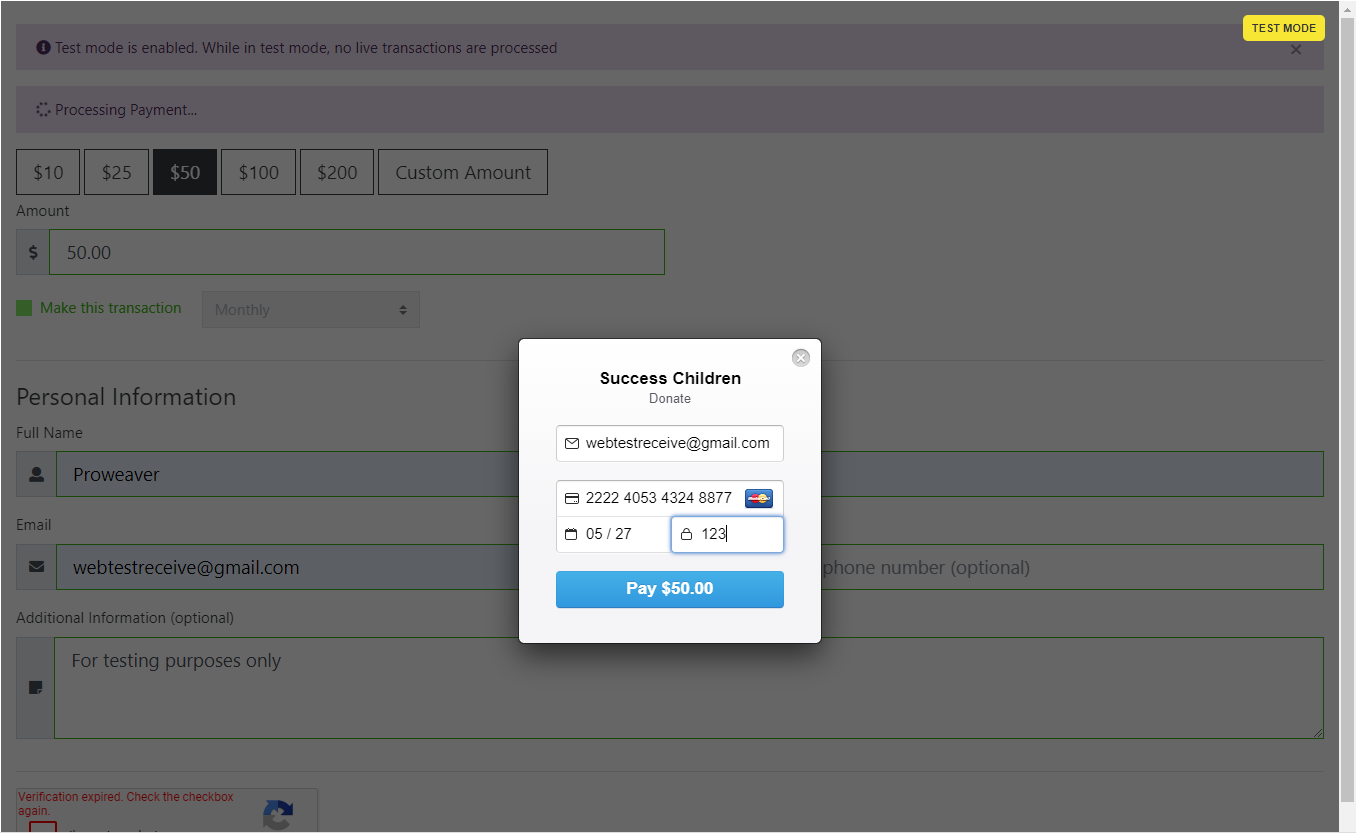 TEST MODE
Test mode is enabled. While in test mode, no live transactions are processed
Processing Payment...
$10 $25 $50 $100 $200 Custom Amount
Amount
$ 50.00
Make this transaction Monthly
Personal Information
Full Name
Proweaver
Email
webtestreceive@gmail.com
phone number (optional)
Additional Information (optional)
For testing purposes only
Verification expired. Check the checkbox
again.
Success Children
Donate
webtestreceive@gmail.com
2222 4053 4324 8877
05 / 27 123
Pay $50.00